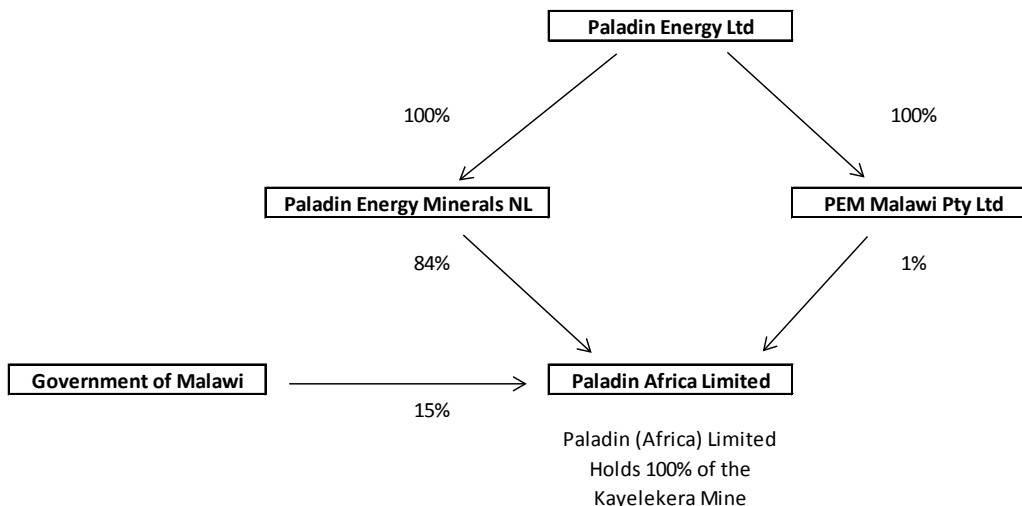 Paladin Energy Ltd
100%
100%
Paladin Energy Minerals NL
PEM Malawi Pty Ltd
84%
1%
Government of Malawi
Paladin Africa Limited
15%
Paladin (Africa) Limited
Holds 100% of the
Kayelekera Mine